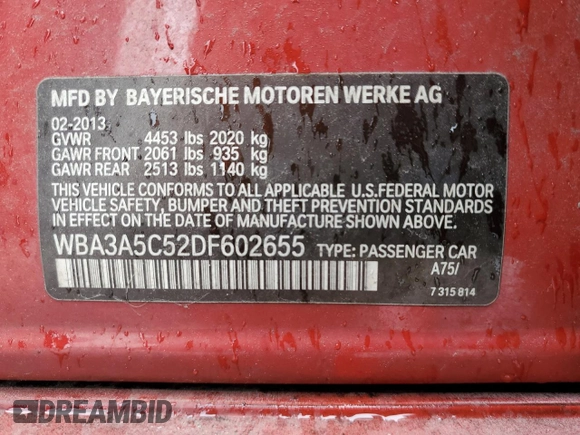 MFD BY BAYERISCHE MOTOREN WERKE AG
02-2013
GVWR 4453 lbs 2020 kg
GAWR FRONT 2061 lbs 935 kg
GAWR REAR 2513 lbs 1140 kg
THIS VEHICLE CONFORMS TO ALL APPLICABLE U.S.FEDERAL MOTOR
VEHICLE SAFETY, BUMPER AND THEFT PREVENTION STANDARDS
IN EFFECT ON THE DATE OF MANUFACTURE SHOWN ABOVE.
WBA3A5C52DF602655 TYPE: PASSENGER CAR
A75/
7 315 814
DREAMBID